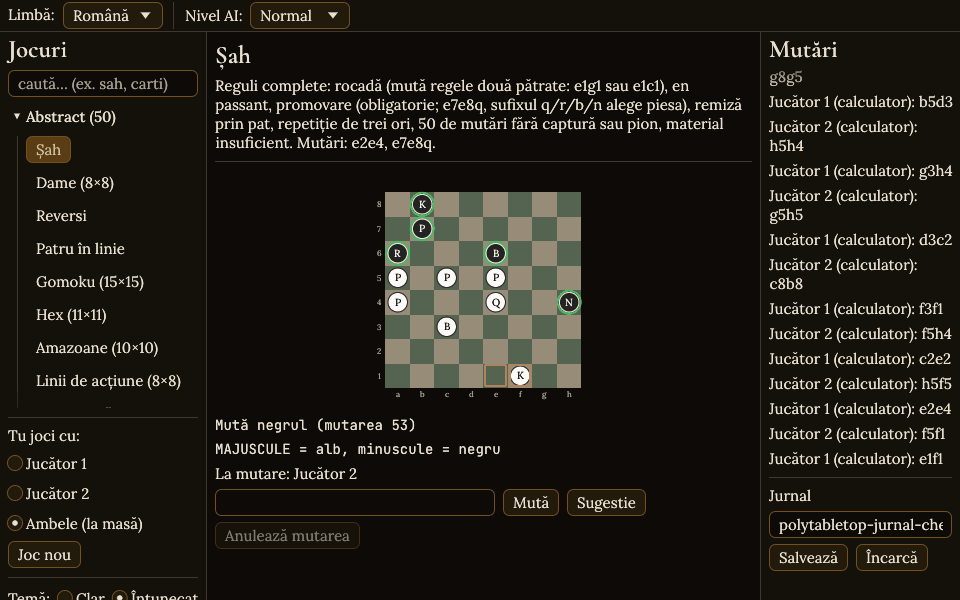 Limbă: Română ▼ Nivel AI: Normal ▼
Jocuri
caută... (ex. sah, carti)
▼ Abstract (50)
Șah
Dame (8×8)
Reversi
Patru în linie
Gomoku (15×15)
Hex (11×11)
Amazoane (10×10)
Linii de acțiune (8×8)
Tu joci cu:
Jucător 1
Jucător 2
Ambele (la masă)
Joc nou
Temă: Clar Întunecat
Șah
Reguli complete: rocadă (mută regele două pătrate: e1g1 sau e1c1), en
passant, promovare (obligatorie; e7e8q, sufixul q/r/b/n alege piesa), remiză
prin pat, repetiție de trei ori, 50 de mutări fără captură sau pion, material
insuficient. Mutări: e2e4, e7e8q.
8 K
7 P
6 R B
5 P P P
4 P Q N
3 B
2
1 K
a b c d e f g h
Mută negrul (mutarea 53)
MAJUSCULE = alb, minuscule = negru
La mutare: Jucător 2
Mută Sugestie
Anulează mutarea
Mutări
g8g5
Jucător 1 (calculator): b5d3
Jucător 2 (calculator):
h5h4
Jucător 1 (calculator): g3h4
Jucător 2 (calculator):
g5h5
Jucător 1 (calculator): d3c2
Jucător 2 (calculator):
c8b8
Jucător 1 (calculator): f3f1
Jucător 2 (calculator): f5h4
Jucător 1 (calculator): c2e2
Jucător 2 (calculator): h5f5
Jucător 1 (calculator): e2e4
Jucător 2 (calculator): f5f1
Jucător 1 (calculator): e1f1
Jurnal
polytabletop-jurnal-che
Salvează Încarcă